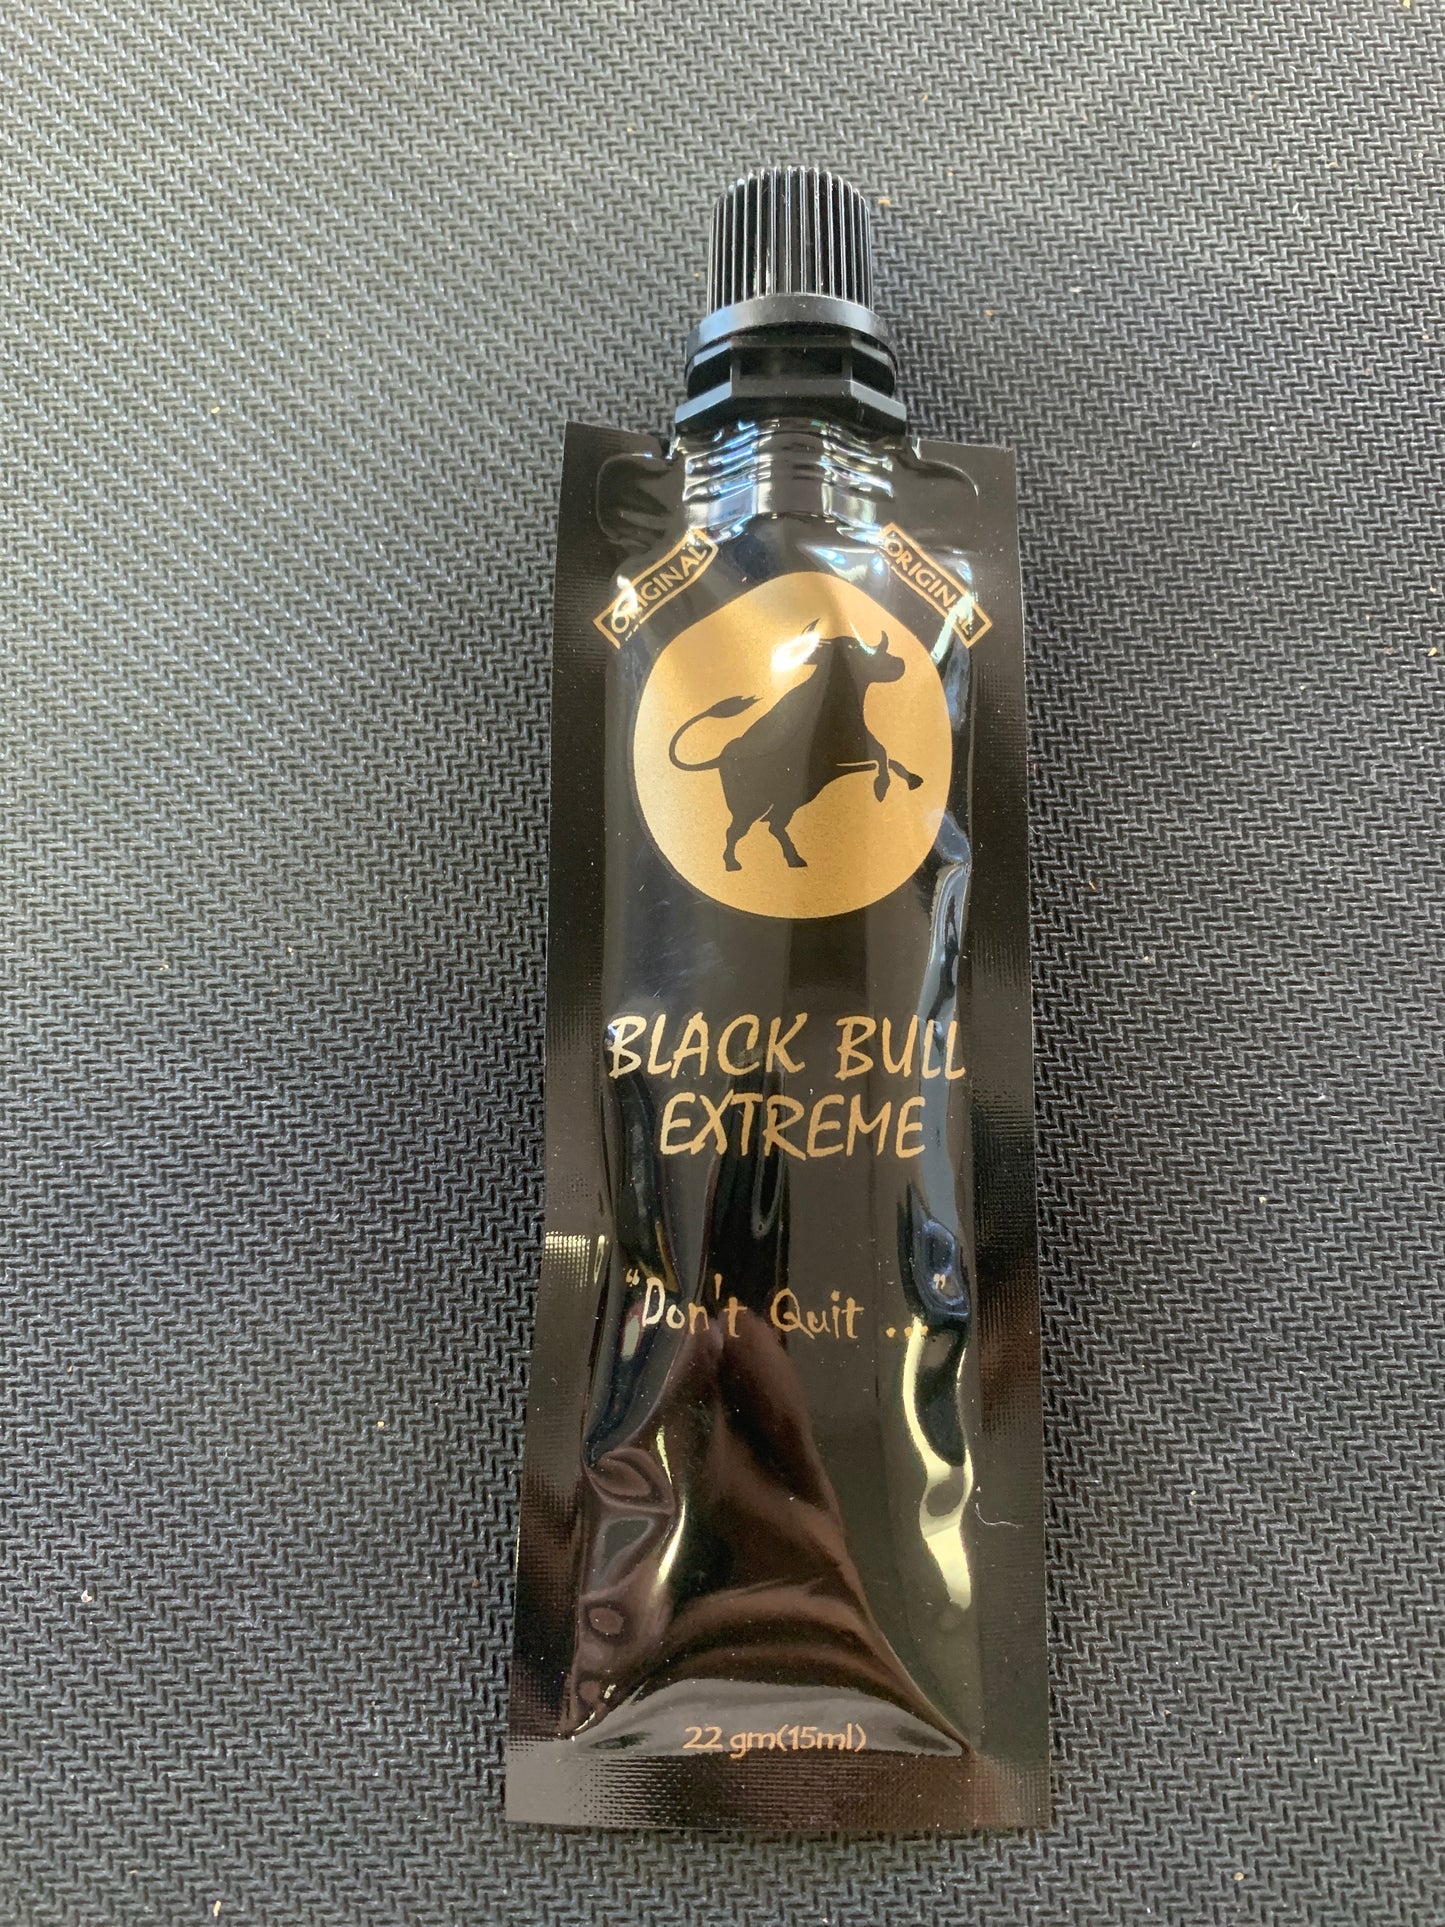 ORIGINAL
ORIGINAL
BLACK BULL
EXTREME
"Don't Quit ..."
22 gm(15ml)